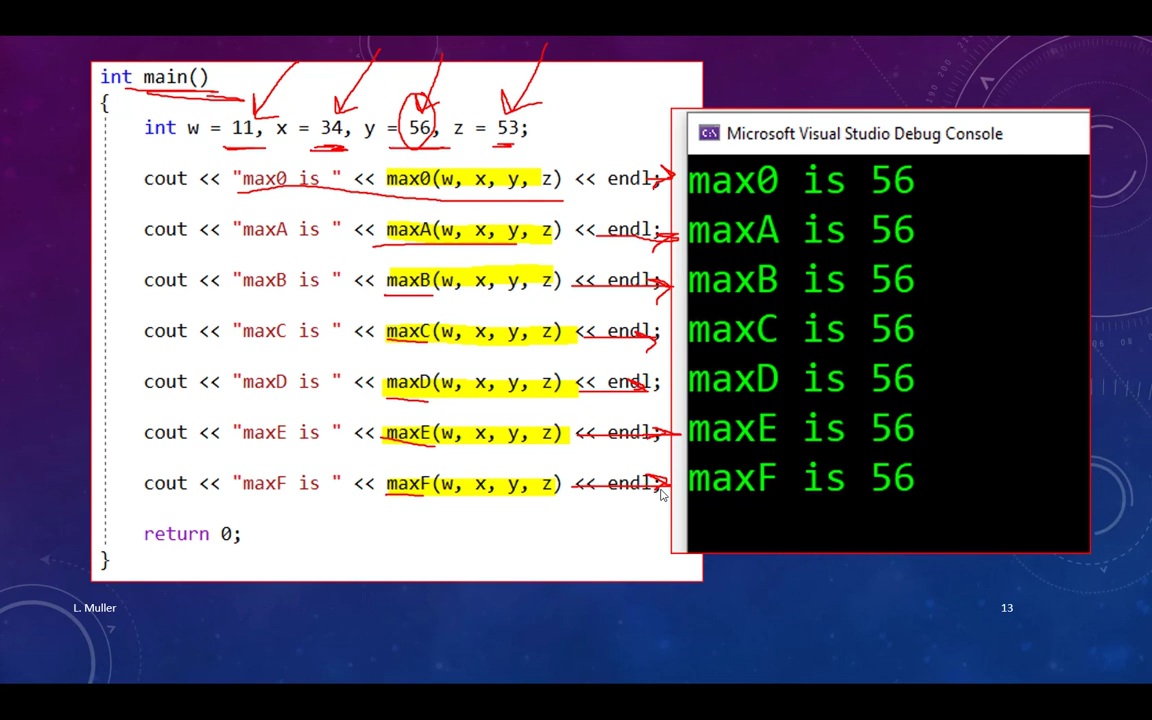 int main()
{
int w = 11, x = 34, y = 56, z = 53;
cout << "max0 is " << max0(w, x, y, z) << endl;
cout << "maxA is " << maxA(w, x, y, z) << endl;
cout << "maxB is " << maxB(w, x, y, z) << endl;
cout << "maxC is " << maxC(w, x, y, z) << endl;
cout << "maxD is " << maxD(w, x, y, z) << endl;
cout << "maxE is " << maxE(w, x, y, z) << endl;
cout << "maxF is " << maxF(w, x, y, z) << endl;
return 0;
}
C:\ Microsoft Visual Studio Debug Console
max0 is 56
maxA is 56
maxB is 56
maxC is 56
maxD is 56
maxE is 56
maxF is 56
L. Muller
13